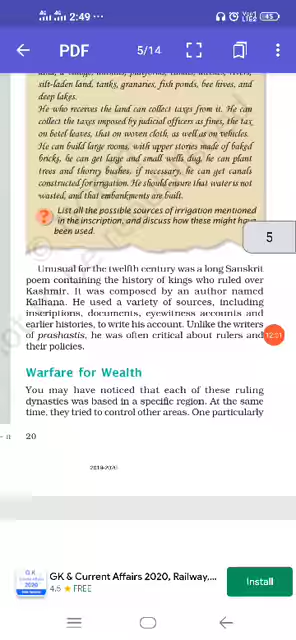 2:49
45
PDF
5/14
silt-laden land, tanks, granaries, fish ponds, bee hives, and
deep lakes.
He who receives the land can collect taxes from it. He can
collect the taxes imposed by judicial officers as fines, the tax
on betel leaves, that on woven cloth, as well as on vehicles.
He can build large rooms, with upper stories made of baked
bricks, he can get large and small wells dug, he can plant
trees and thorny bushes, if necessary, he can get canals
constructed for irrigation. He should ensure that water is not
wasted, and that embankments are built.
? List all the possible sources of irrigation mentioned
in the inscription, and discuss how these might have
been used.
5
Unusual for the twelfth century was a long Sanskrit
poem containing the history of kings who ruled over
Kashmir. It was composed by an author named
Kalhana. He used a variety of sources, including
inscriptions, documents, eyewitness accounts and
earlier histories, to write his account. Unlike the writers
of prashastis, he was often critical about rulers and
12:01
their policies.
Warfare for Wealth
You may have noticed that each of these ruling
dynasties was based in a specific region. At the same
time, they tried to control other areas. One particularly
20
2019-2020
GK & Current Affairs 2020, Railway,...
4.5 ★ FREE
Install